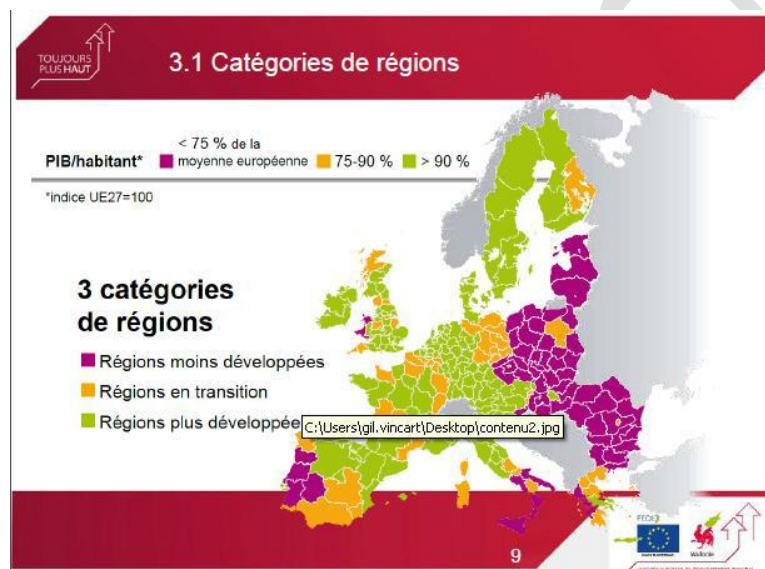 TOUJOURS
PLUS HAUT
3.1 Catégories de régions
PIB/habitant*
< 75 % de la
moyenne européenne
75-90 %
> 90 %
*indice UE27=100
3 catégories
de régions
Régions moins développées
Régions en transition
Régions plus développée
C:\Users\gil.vincart\Desktop\contenu2.jpg
FEDER
Wallonie
9